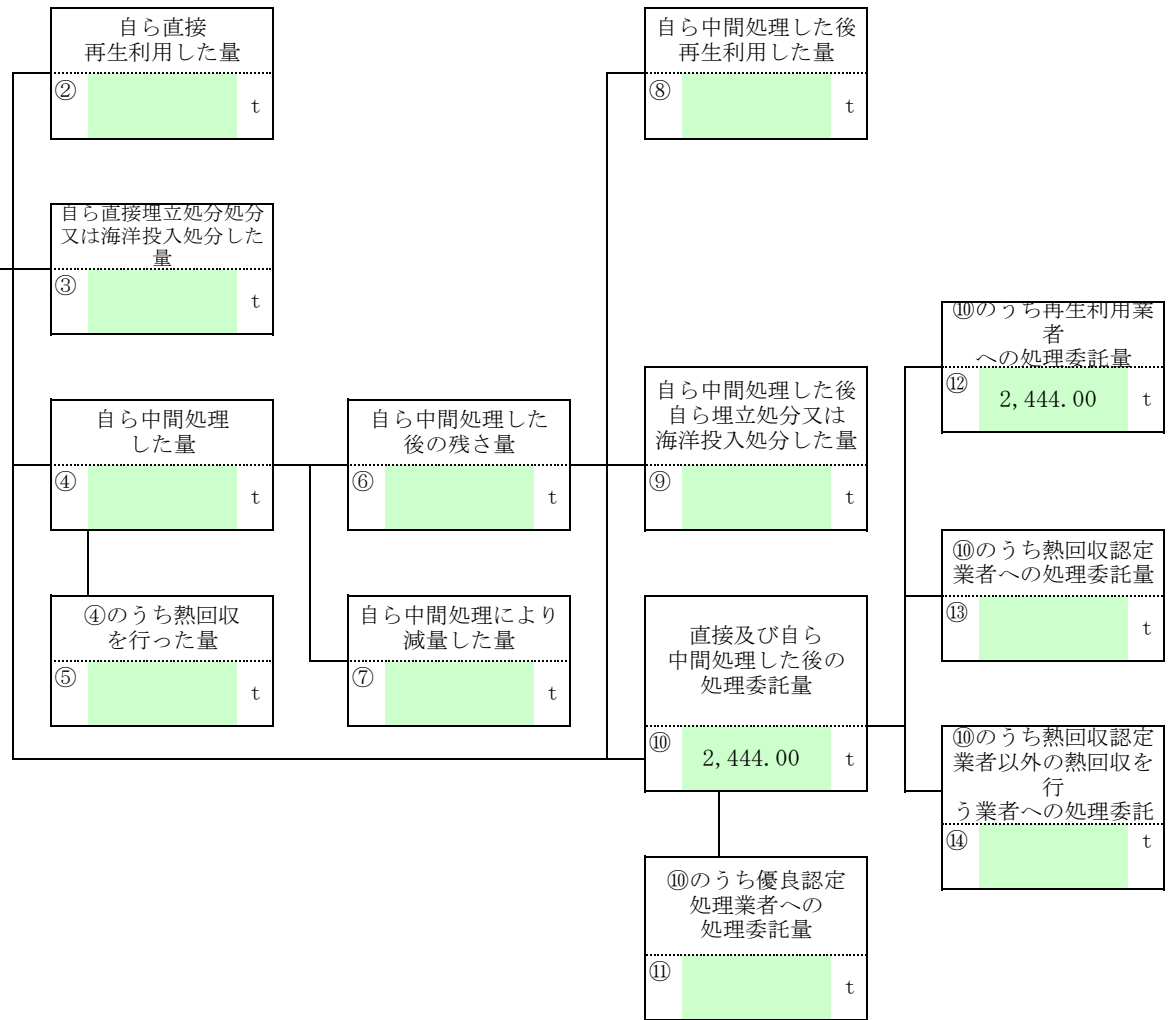 自ら直接
再生利用した量
②
t
自ら中間処理した後
再生利用した量
⑧
t
自ら直接埋立処分処分
又は海洋投入処分した
量
③
t
⑩のうち再生利用業
者
への処理委託量
⑫
2,444.00
t
自ら中間処理
した量
④
t
自ら中間処理した
後の残さ量
⑥
t
自ら中間処理した後
自ら埋立処分又は
海洋投入処分した量
⑨
t
⑩のうち熱回収認定
業者への処理委託量
⑬
t
④のうち熱回収
を行った量
⑤
t
自ら中間処理により
減量した量
⑦
t
直接及び自ら
中間処理した後の
処理委託量
⑩
2,444.00
t
⑩のうち熱回収認定
業者以外の熱回収を
行
う業者への処理委託
⑭
t
⑩のうち優良認定
処理業者への
処理委託量
⑪
t